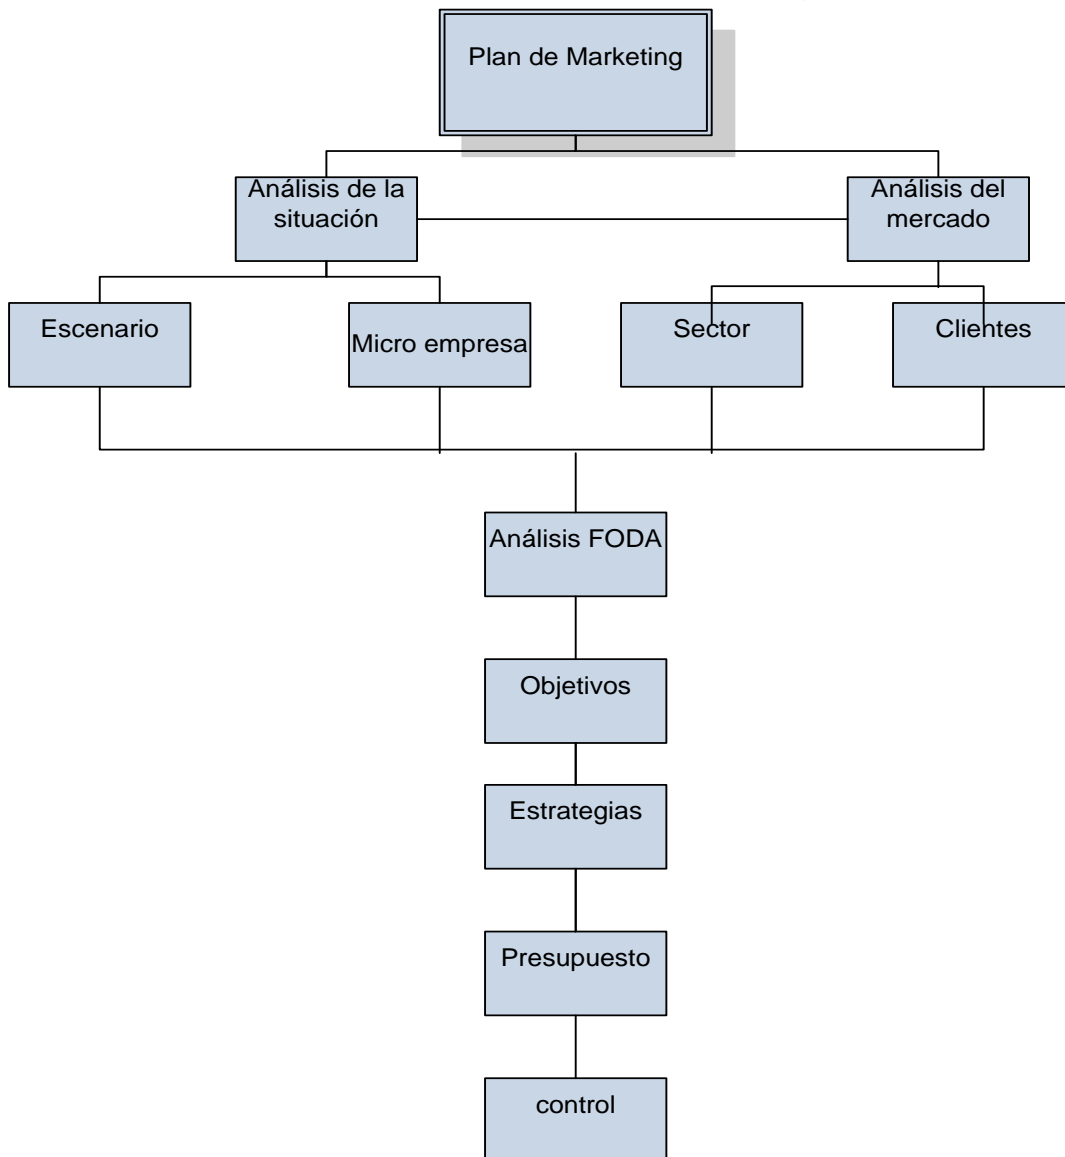 Plan de Marketing
Análisis de la
situación
Análisis del
mercado
Escenario
Micro empresa
Sector
Clientes
Análisis FODA
Objetivos
Estrategias
Presupuesto
control